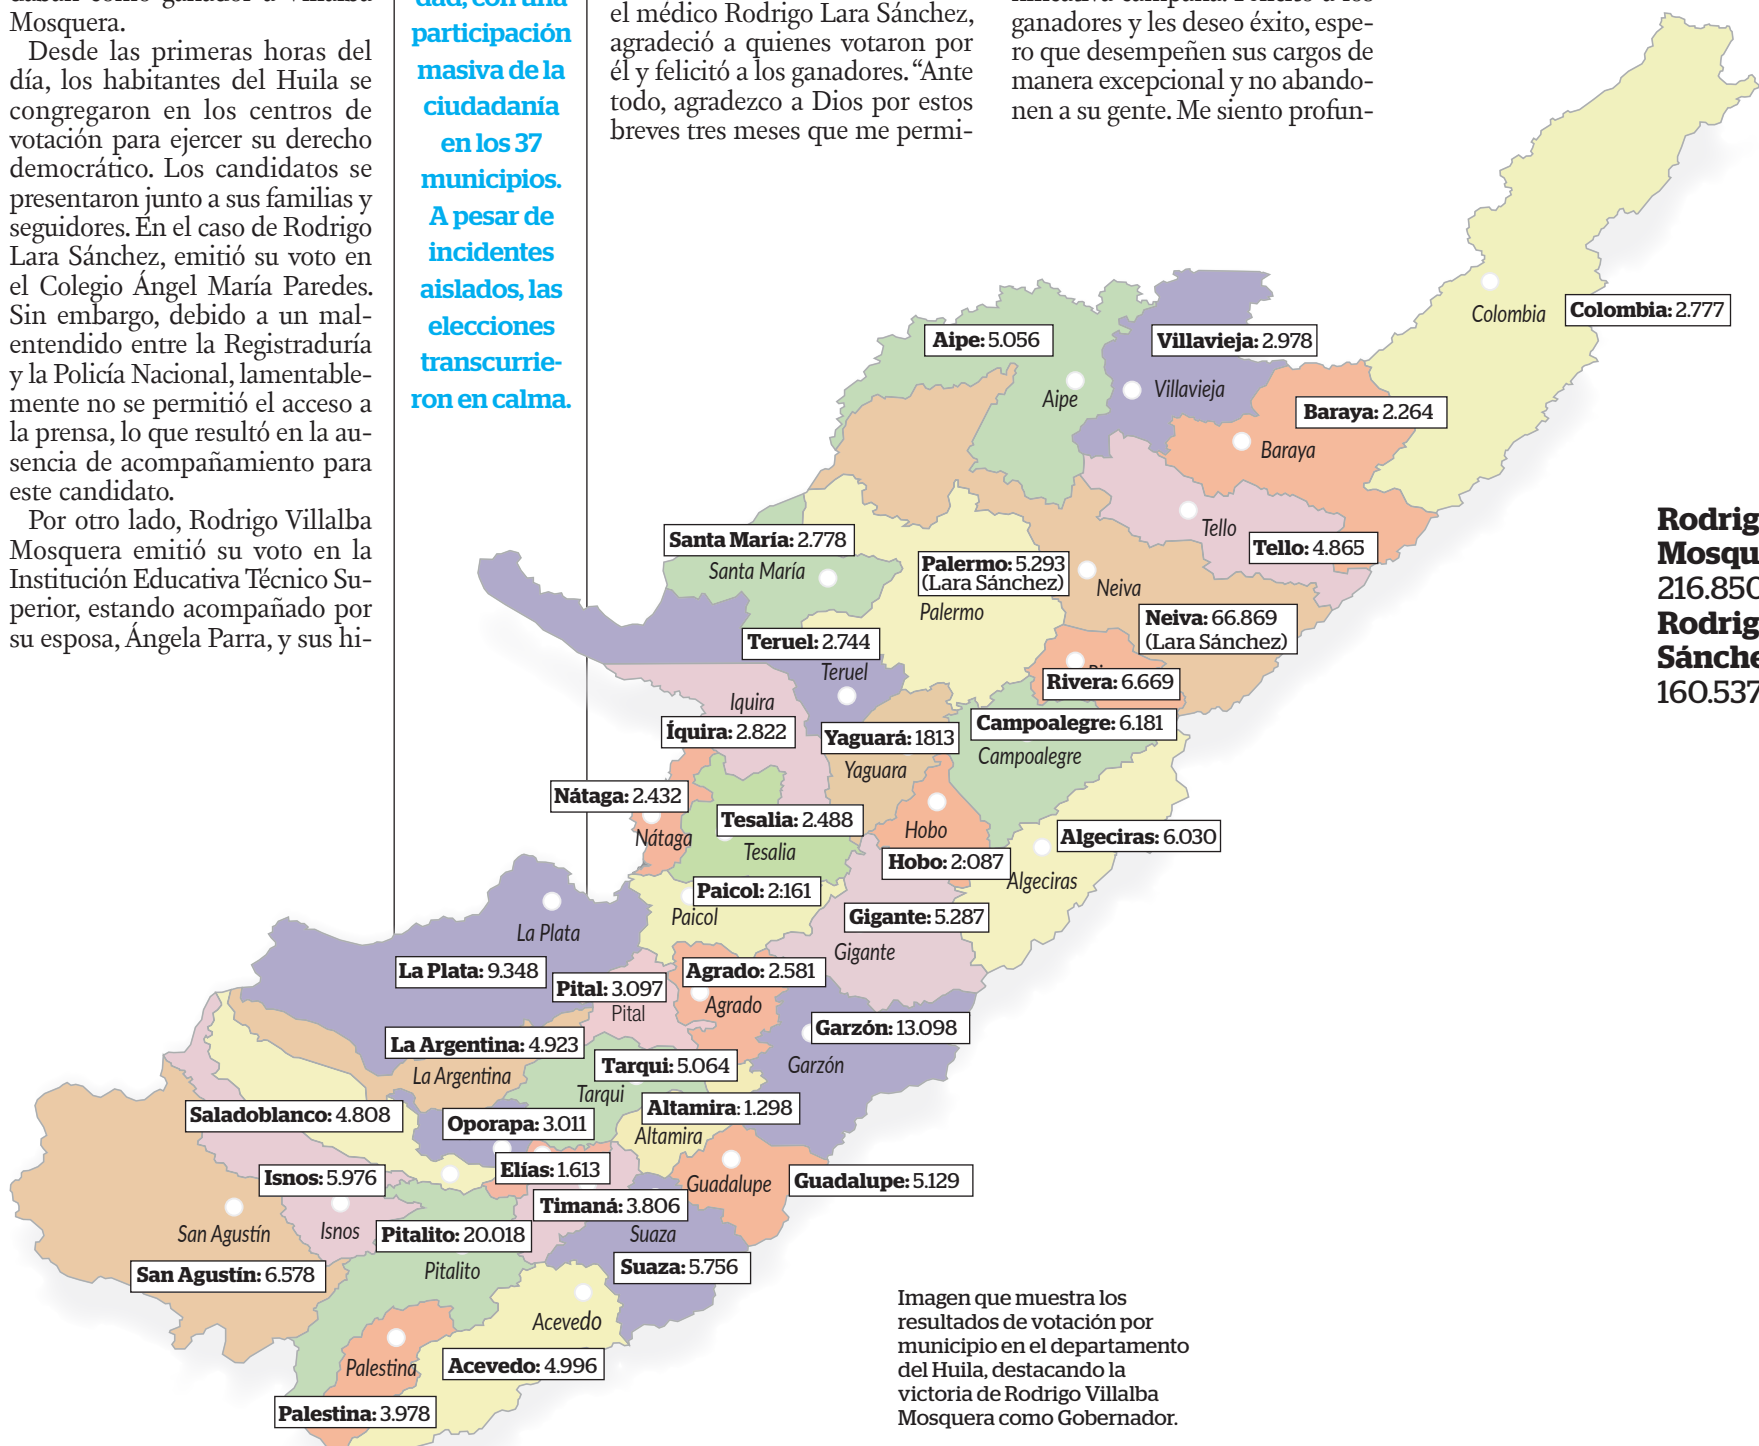 Mosquera.
Desde las primeras horas del
día, los habitantes del Huila se
congregaron en los centros de
votación para ejercer su derecho
democrático. Los candidatos se
presentaron junto a sus familias y
seguidores. En el caso de Rodrigo
Lara Sánchez, emitió su voto en
el Colegio Ángel María Paredes.
Sin embargo, debido a un mal-
entendido entre la Registraduría
y la Policía Nacional, lamentable-
mente no se permitió el acceso a
la prensa, lo que resultó en la au-
sencia de acompañamiento para
este candidato.
Por otro lado, Rodrigo Villalba
Mosquera emitió su voto en la
Institución Educativa Técnico Su-
perior, estando acompañado por
su esposa, Ángela Parra, y sus hi-
dad, con una
participación
masiva de la
ciudadanía
en los 37
municipios.
A pesar de
incidentes
aislados, las
elecciones
transcurrie-
ron en calma.
el médico Rodrigo Lara Sánchez,
agradeció a quienes votaron por
él y felicitó a los ganadores. “Ante
todo, agradezco a Dios por estos
breves tres meses que me permi-
ganadores y les deseo éxito, espe-
ro que desempeñen sus cargos de
manera excepcional y no abando-
nen a su gente. Me siento profun-
Colombia
Colombia: 2.777
Aipe: 5.056
Aipe
Villavieja: 2.978
Villavieja
Baraya: 2.264
Baraya
Tello
Tello: 4.865
Santa María: 2.778
Santa María
Palermo: 5.293
(Lara Sánchez)
Palermo
Neiva
Neiva: 66.869
(Lara Sánchez)
Teruel: 2.744
Teruel
Rivera: 6.669
Iquira
Íquira: 2.822
Yaguará: 1813
Yaguara
Campoalegre: 6.181
Campoalegre
Nátaga: 2.432
Nátaga
Tesalia: 2.488
Tesalia
Hobo
Hobo: 2:087
Algeciras: 6.030
Algeciras
Paicol: 2:161
Paicol
Gigante: 5.287
Gigante
La Plata
La Plata: 9.348
Pital: 3.097
Pital
Agrado: 2.581
Agrado
Garzón: 13.098
Garzón
La Argentina: 4.923
La Argentina
Tarqui: 5.064
Tarqui
Saladoblanco: 4.808
Oporapa: 3.011
Altamira: 1.298
Altamira
Elías: 1.613
Guadalupe
Guadalupe: 5.129
Isnos: 5.976
Isnos
Timaná: 3.806
San Agustín
San Agustín: 6.578
Pitalito: 20.018
Pitalito
Suaza
Suaza: 5.756
Acevedo
Acevedo: 4.996
Palestina
Palestina: 3.978
Rodrig
Mosqu
216.850
Rodrig
Sánche
160.537
Imagen que muestra los
resultados de votación por
municipio en el departamento
del Huila, destacando la
victoria de Rodrigo Villalba
Mosquera como Gobernador.